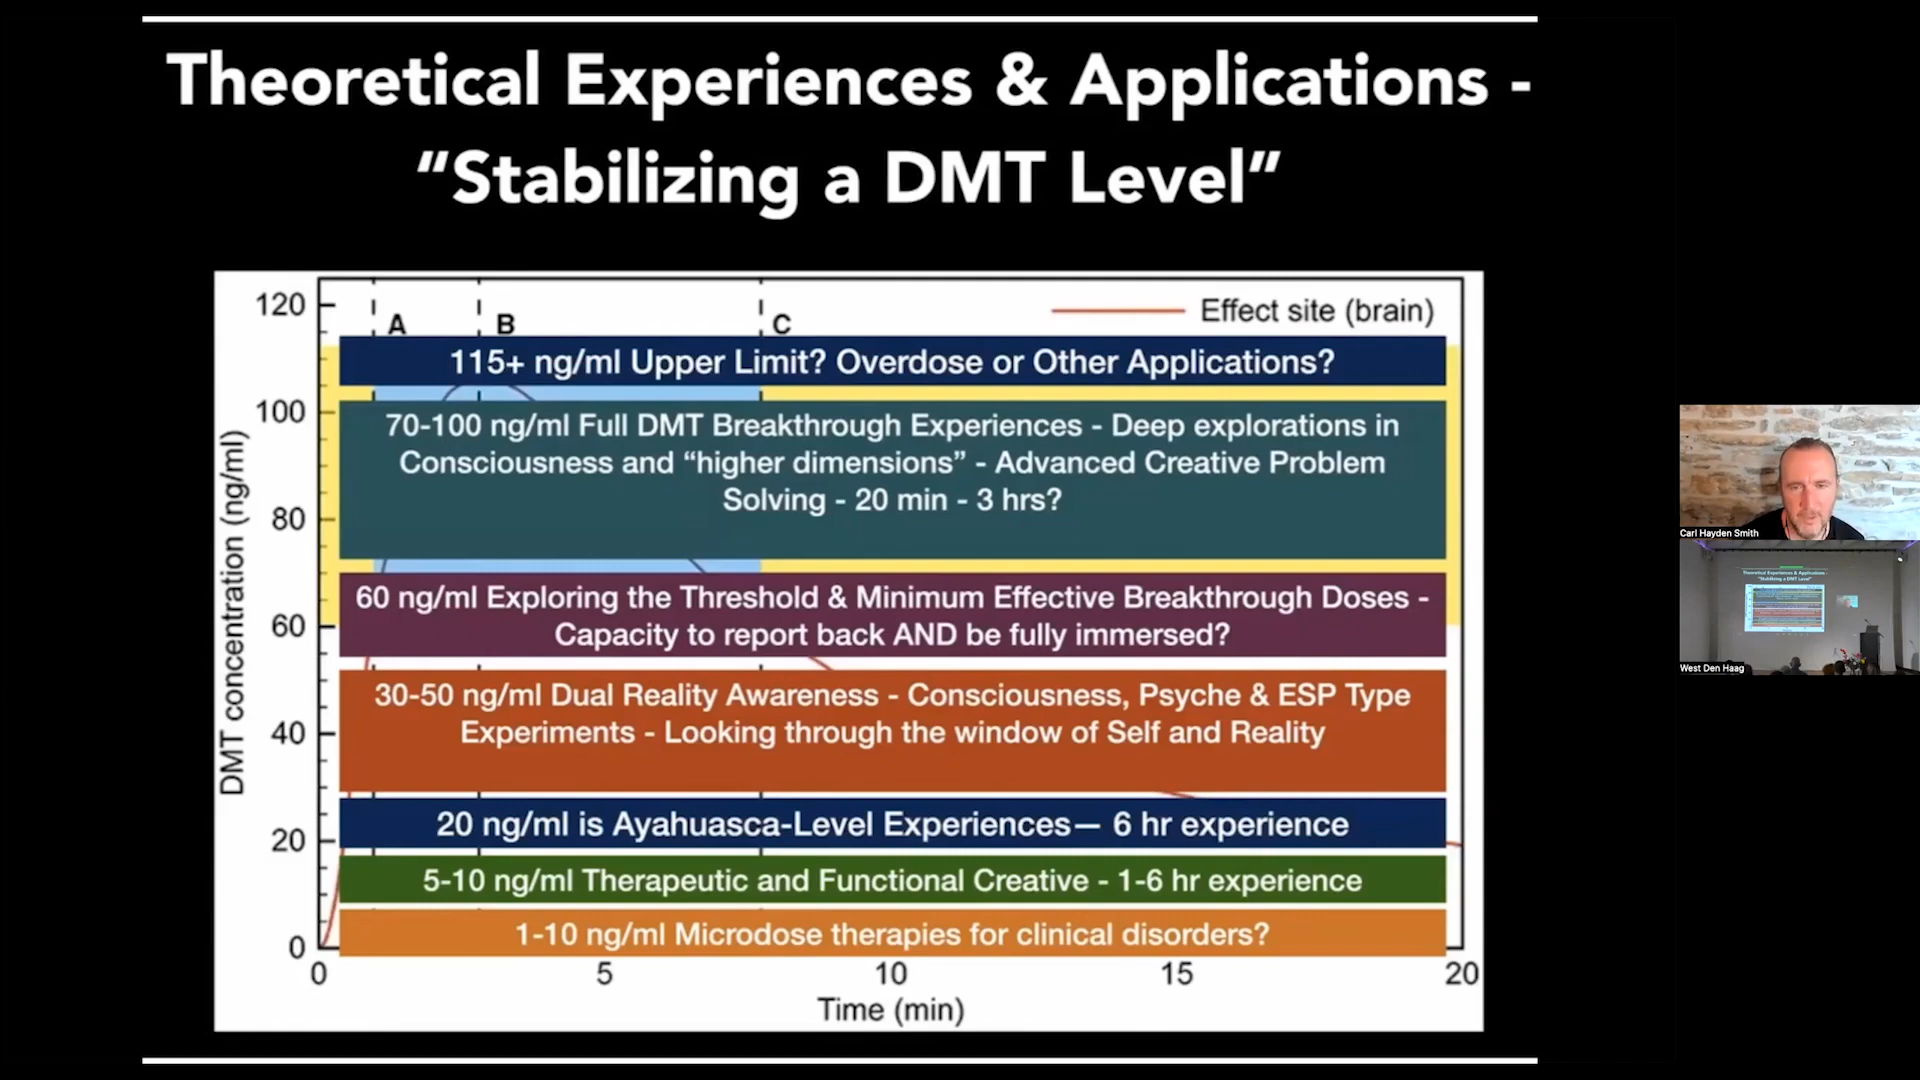 Theoretical Experiences & Applications -
“Stabilizing a DMT Level”
120
100
80
60
40
20
0
DMT concentration (ng/ml)
A
B
C
Effect site (brain)
115+ ng/ml Upper Limit? Overdose or Other Applications?
70-100 ng/ml Full DMT Breakthrough Experiences - Deep explorations in
Consciousness and “higher dimensions” - Advanced Creative Problem
Solving - 20 min - 3 hrs?
60 ng/ml Exploring the Threshold & Minimum Effective Breakthrough Doses -
Capacity to report back AND be fully immersed?
30-50 ng/ml Dual Reality Awareness - Consciousness, Psyche & ESP Type
Experiments - Looking through the window of Self and Reality
20 ng/ml is Ayahuasca-Level Experiences— 6 hr experience
5-10 ng/ml Therapeutic and Functional Creative - 1-6 hr experience
1-10 ng/ml Microdose therapies for clinical disorders?
0
5
10
15
20
Time (min)
Carl Hayden Smith
Theoretical Experiences & Applications -
“Stabilizing a DMT Level”
West Den Haag